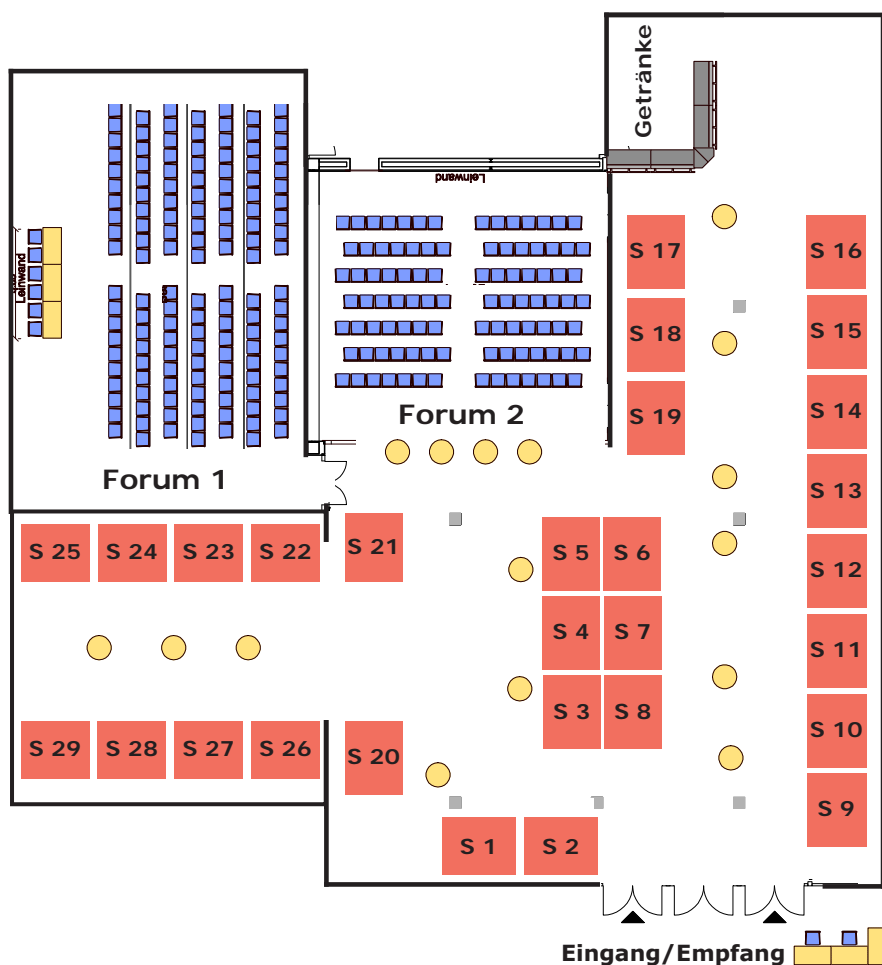 Getränke
Leinwand
Leinwand
S 17
S 16
S 18
S 15
S 19
S 14
Forum 2
Forum 1
S 13
S 25
S 24
S 23
S 22
S 21
S 5
S 6
S 12
S 4
S 7
S 11
S 3
S 8
S 10
S 29
S 28
S 27
S 26
S 20
S 9
S 1
S 2
Eingang/Empfang